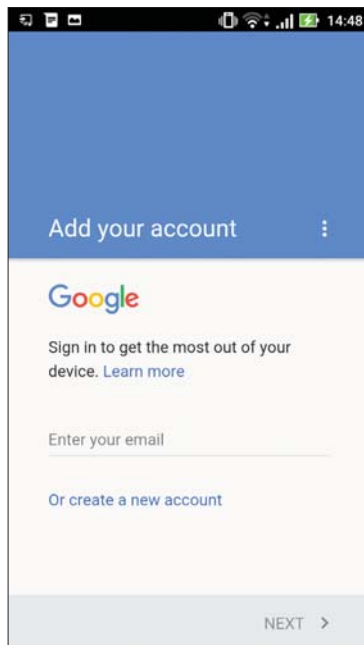 14:48
Add your account
Google
Sign in to get the most out of your
device. Learn more
Enter your email
Or create a new account
NEXT